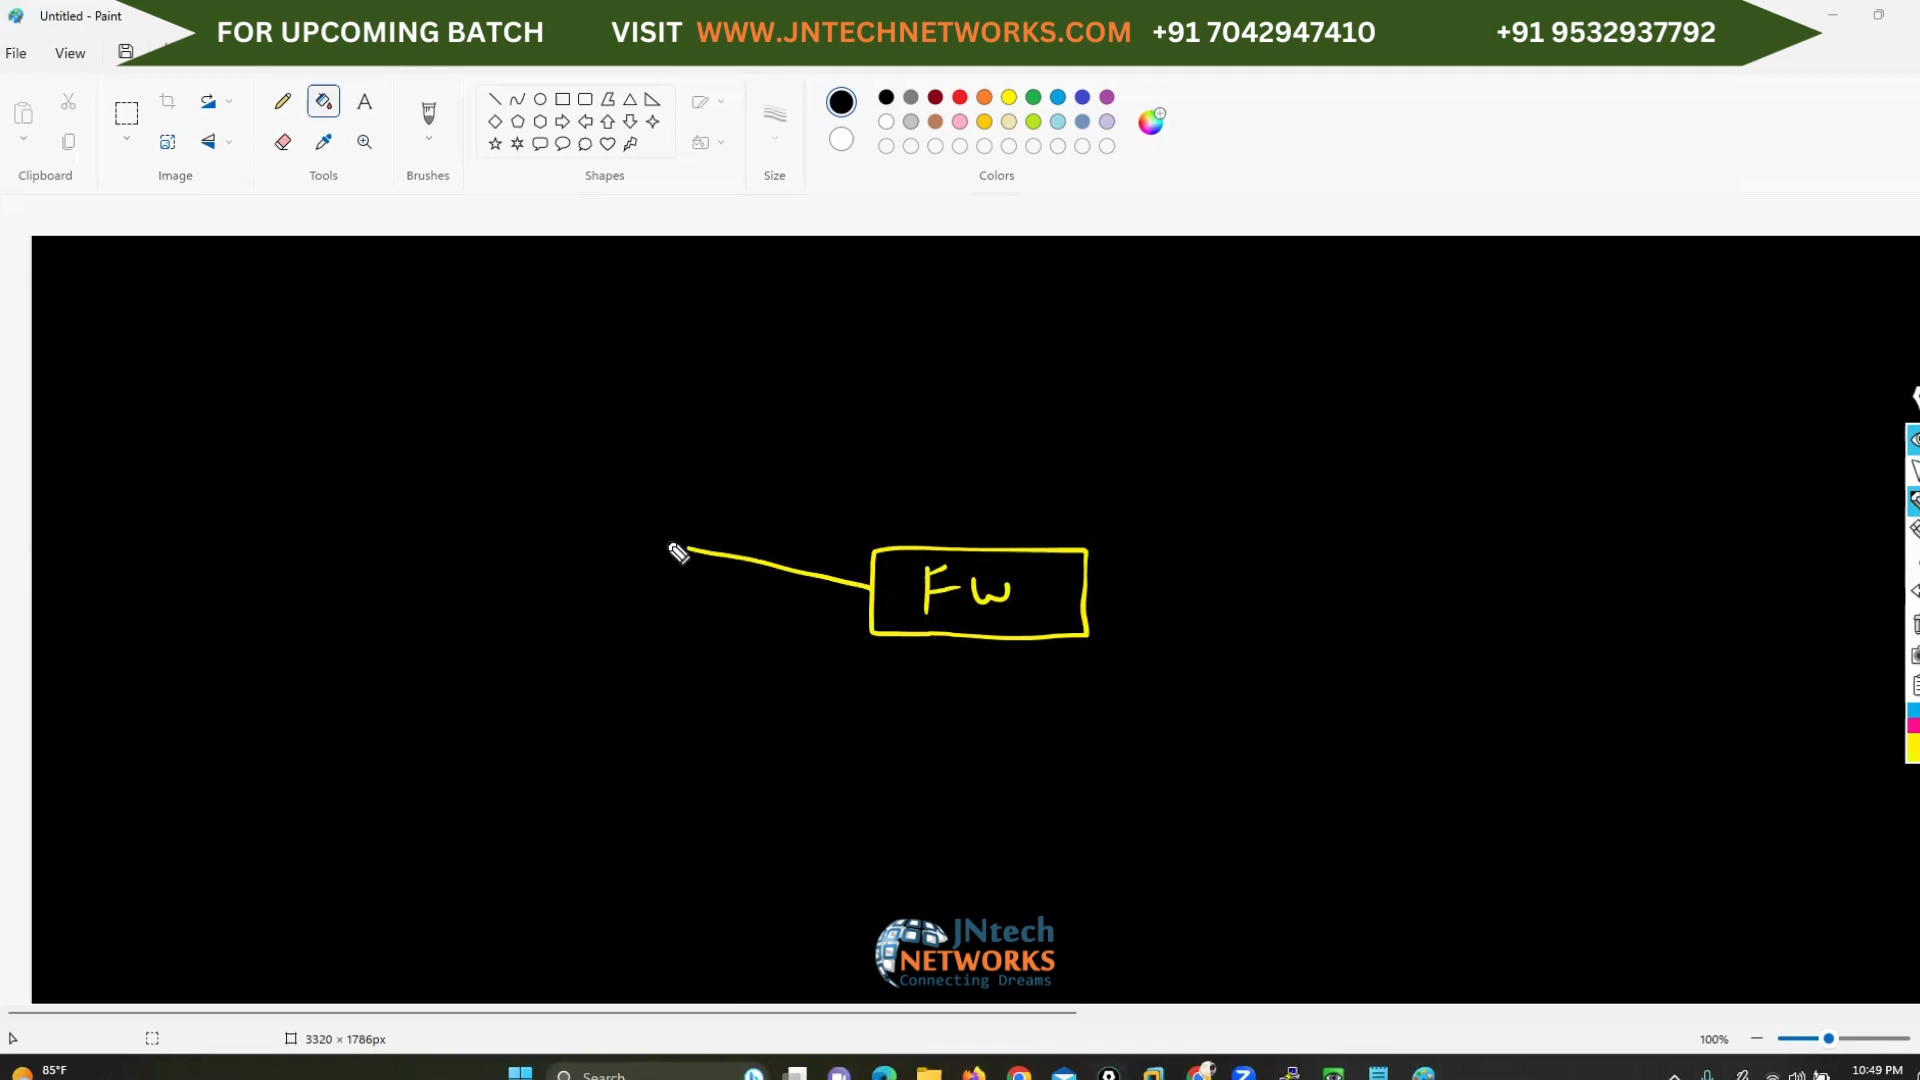 Untitled - Paint
FOR UPCOMING BATCH VISIT WWW.JNTECHNETWORKS.COM +91 7042947410 +91 9532937792
File View
A
Clipboard Image Tools Brushes Shapes Size Colors
FW
JNtech
NETWORKS
Connecting Dreams
3320 × 1786px 100%
85°F Search 10:49 PM